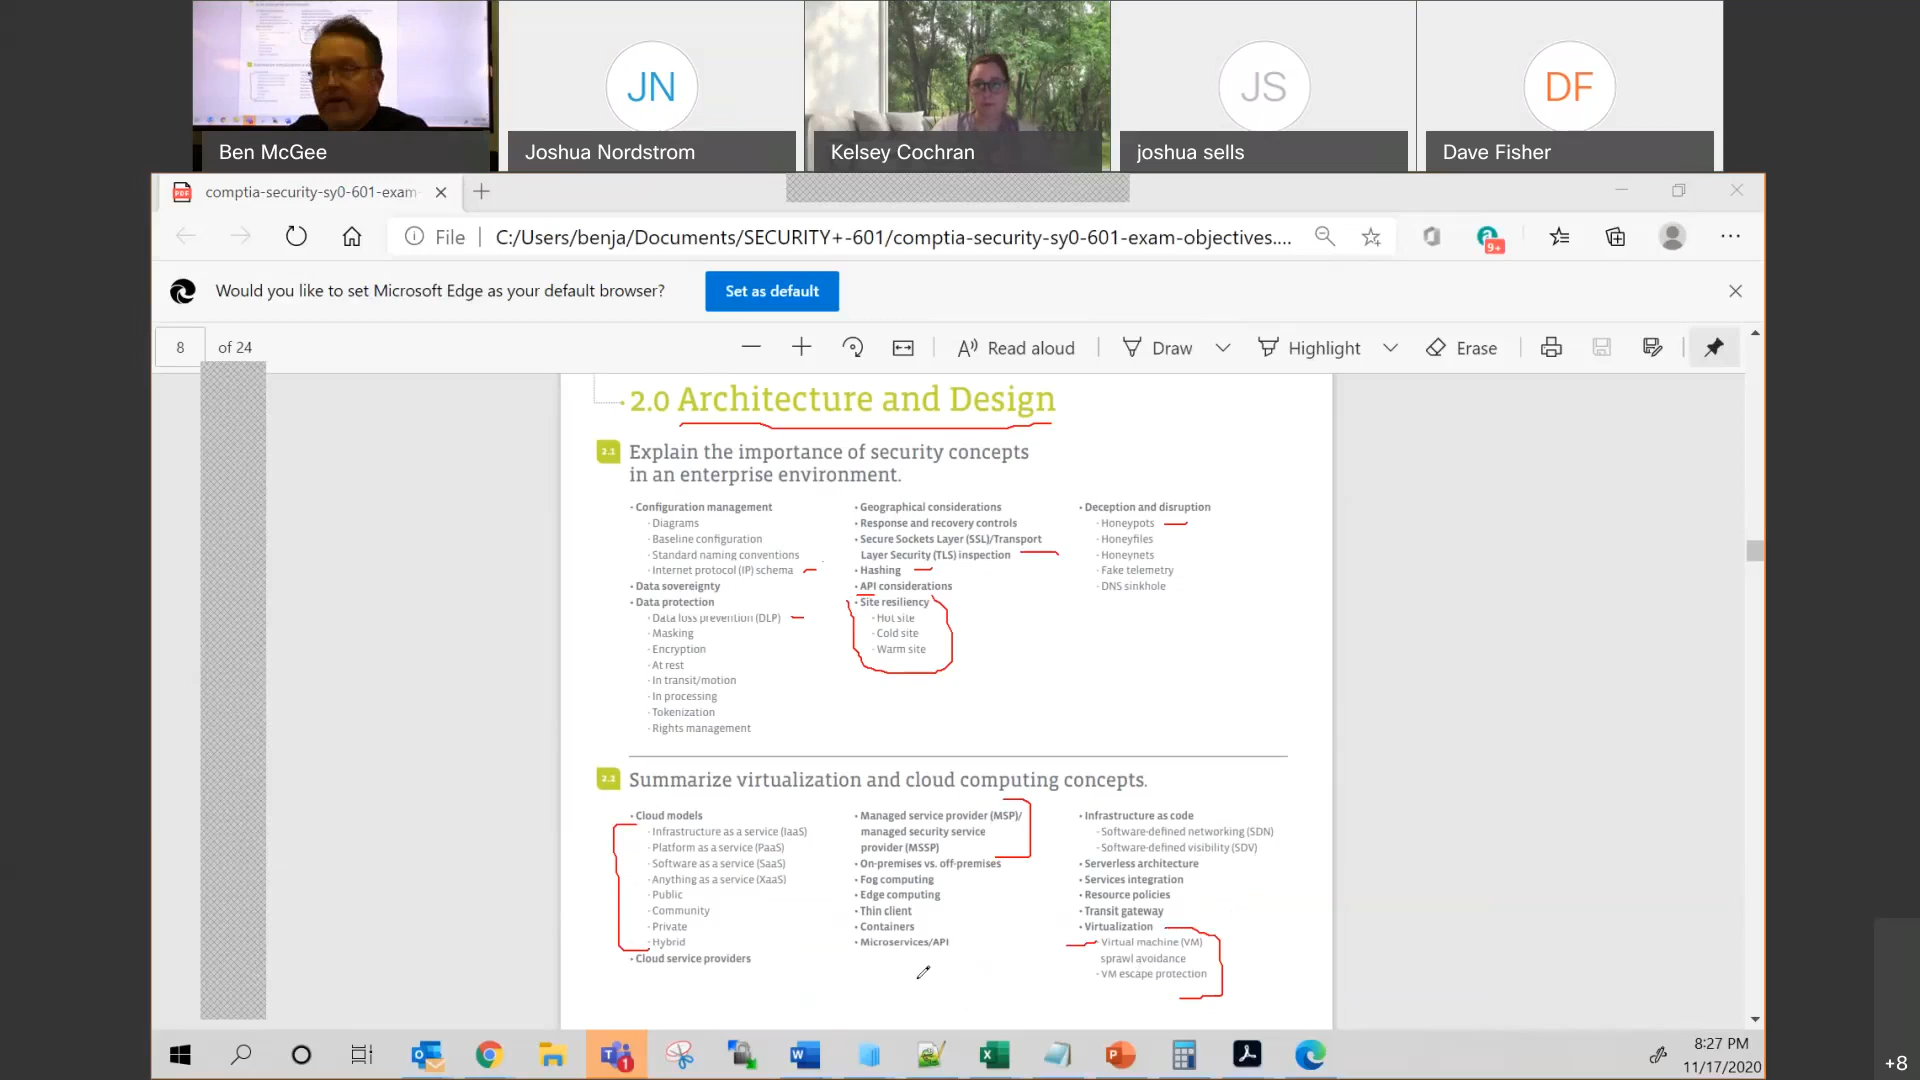 JN
JS
DF
Ben McGee
Joshua Nordstrom
Kelsey Cochran
joshua sells
Dave Fisher
PDF
comptia-security-sy0-601-exam-
File
C:/Users/benja/Documents/SECURITY+-601/comptia-security-sy0-601-exam-objectives....
9+
Would you like to set Microsoft Edge as your default browser?
Set as default
8
of 24
Read aloud
Draw
Highlight
Erase
2.0 Architecture and Design
2.1
Explain the importance of security concepts
in an enterprise environment.
• Configuration management
- Diagrams
- Baseline configuration
- Standard naming conventions
- Internet protocol (IP) schema
• Data sovereignty
• Data protection
- Data loss prevention (DLP)
- Masking
- Encryption
- At rest
- In transit/motion
- In processing
- Tokenization
- Rights management
• Geographical considerations
• Response and recovery controls
• Secure Sockets Layer (SSL)/Transport
Layer Security (TLS) inspection
• Hashing
• API considerations
• Site resiliency
- Hot site
- Cold site
- Warm site
• Deception and disruption
- Honeypots
- Honeyfiles
- Honeynets
- Fake telemetry
- DNS sinkhole
2.2
Summarize virtualization and cloud computing concepts.
• Cloud models
- Infrastructure as a service (IaaS)
- Platform as a service (PaaS)
- Software as a service (SaaS)
- Anything as a service (XaaS)
- Public
- Community
- Private
- Hybrid
• Cloud service providers
• Managed service provider (MSP)/
managed security service
provider (MSSP)
• On-premises vs. off-premises
• Fog computing
• Edge computing
• Thin client
• Containers
• Microservices/API
• Infrastructure as code
- Software-defined networking (SDN)
- Software-defined visibility (SDV)
• Serverless architecture
• Services integration
• Resource policies
• Transit gateway
• Virtualization
- Virtual machine (VM)
sprawl avoidance
- VM escape protection
8:27 PM
11/17/2020
+8